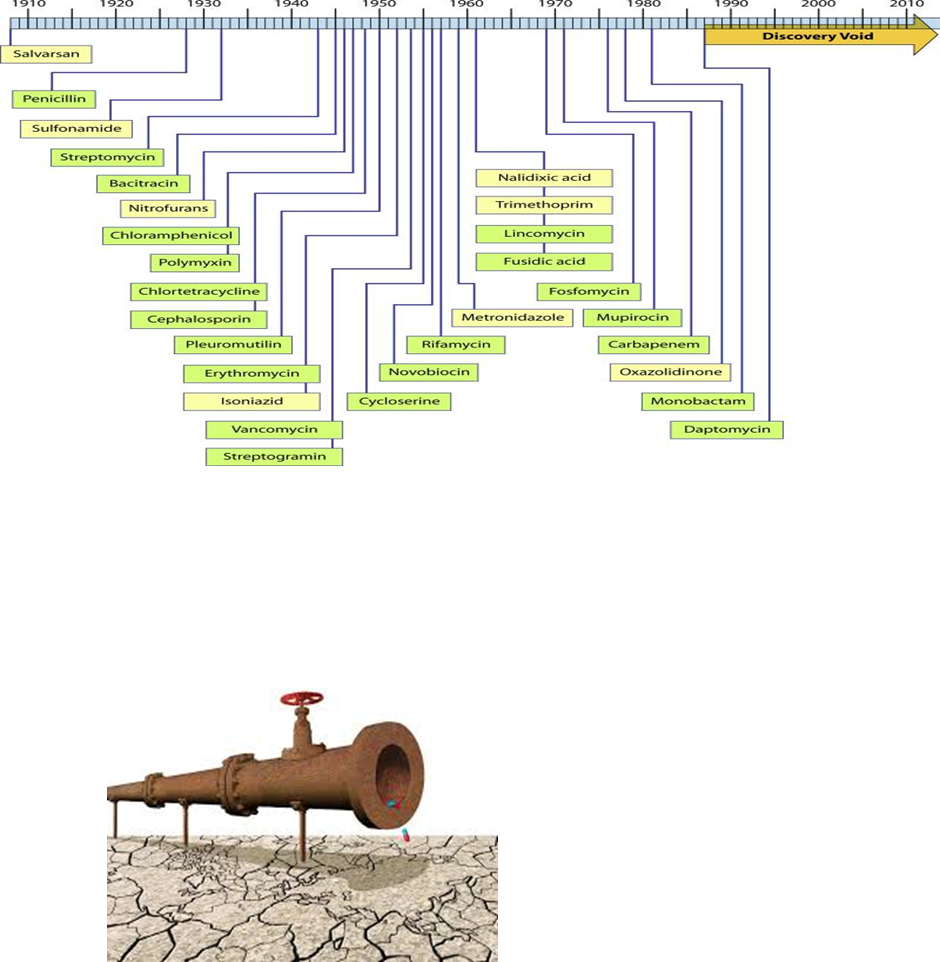 1910 1920 1930 1940 1950 1960 1970 1980 1990 2000 2010
Discovery Void
Salvarsan
Penicillin
Sulfonamide
Streptomycin
Bacitracin
Nitrofurans
Chloramphenicol
Polymyxin
Chlortetracycline
Cephalosporin
Pleuromutilin
Erythromycin
Isoniazid
Vancomycin
Streptogramin
Cycloserine
Novobiocin
Rifamycin
Metronidazole
Nalidixic acid
Trimethoprim
Lincomycin
Fusidic acid
Fosfomycin
Mupirocin
Carbapenem
Oxazolidinone
Monobactam
Daptomycin